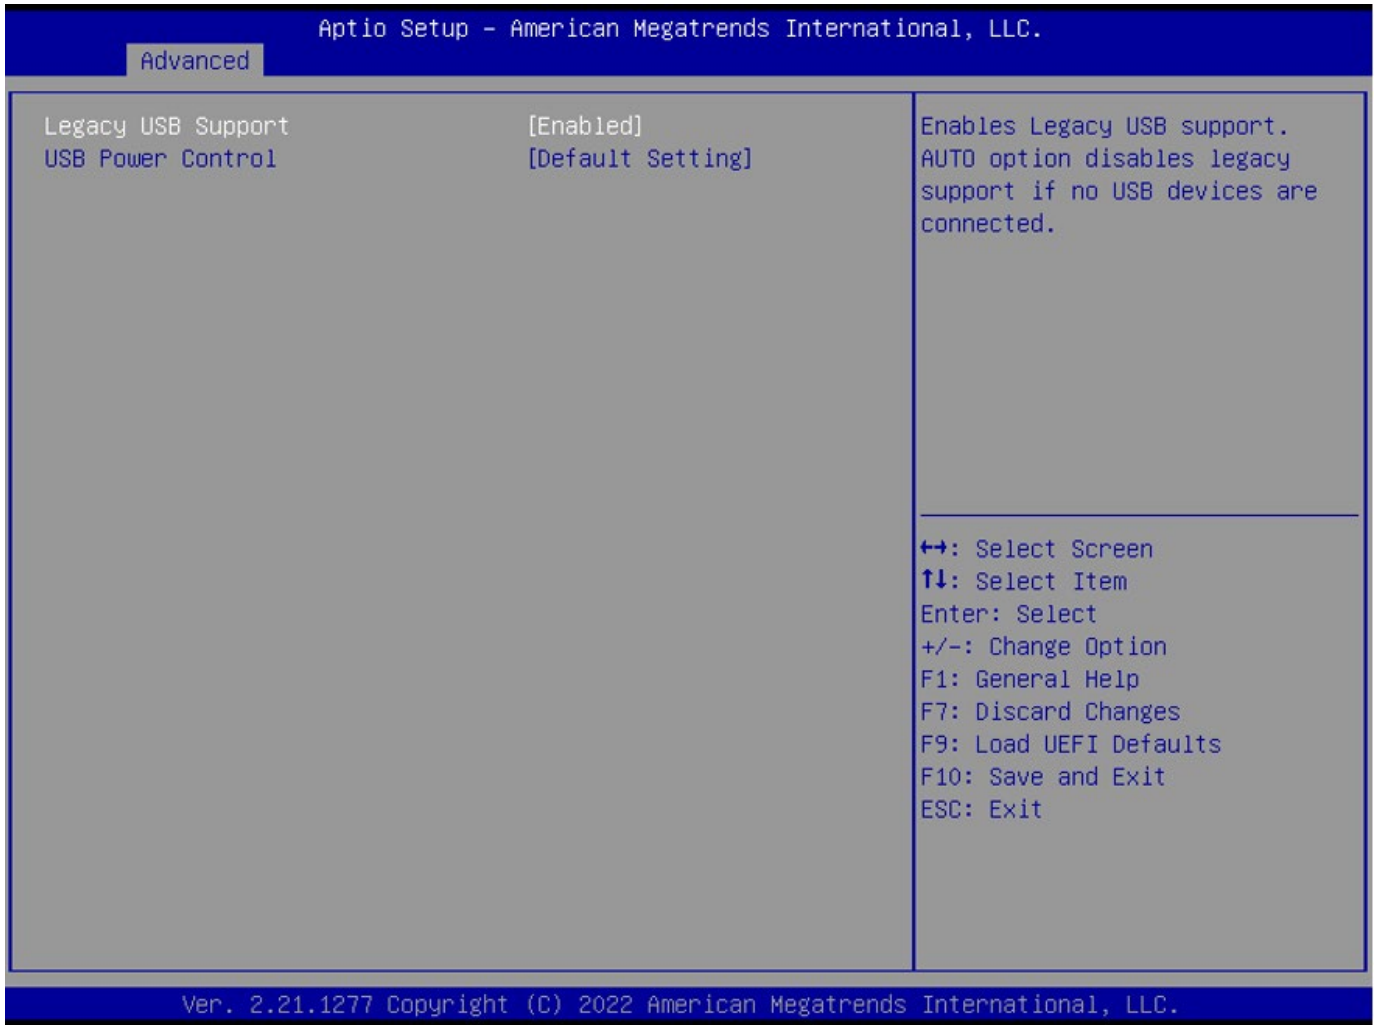 Aptio Setup – American Megatrends International, LLC.
Advanced
Legacy USB Support [Enabled]
USB Power Control [Default Setting]
Enables Legacy USB support.
AUTO option disables legacy
support if no USB devices are
connected.
↔: Select Screen
↑↓: Select Item
Enter: Select
+/-: Change Option
F1: General Help
F7: Discard Changes
F9: Load UEFI Defaults
F10: Save and Exit
ESC: Exit
Ver. 2.21.1277 Copyright (C) 2022 American Megatrends International, LLC.